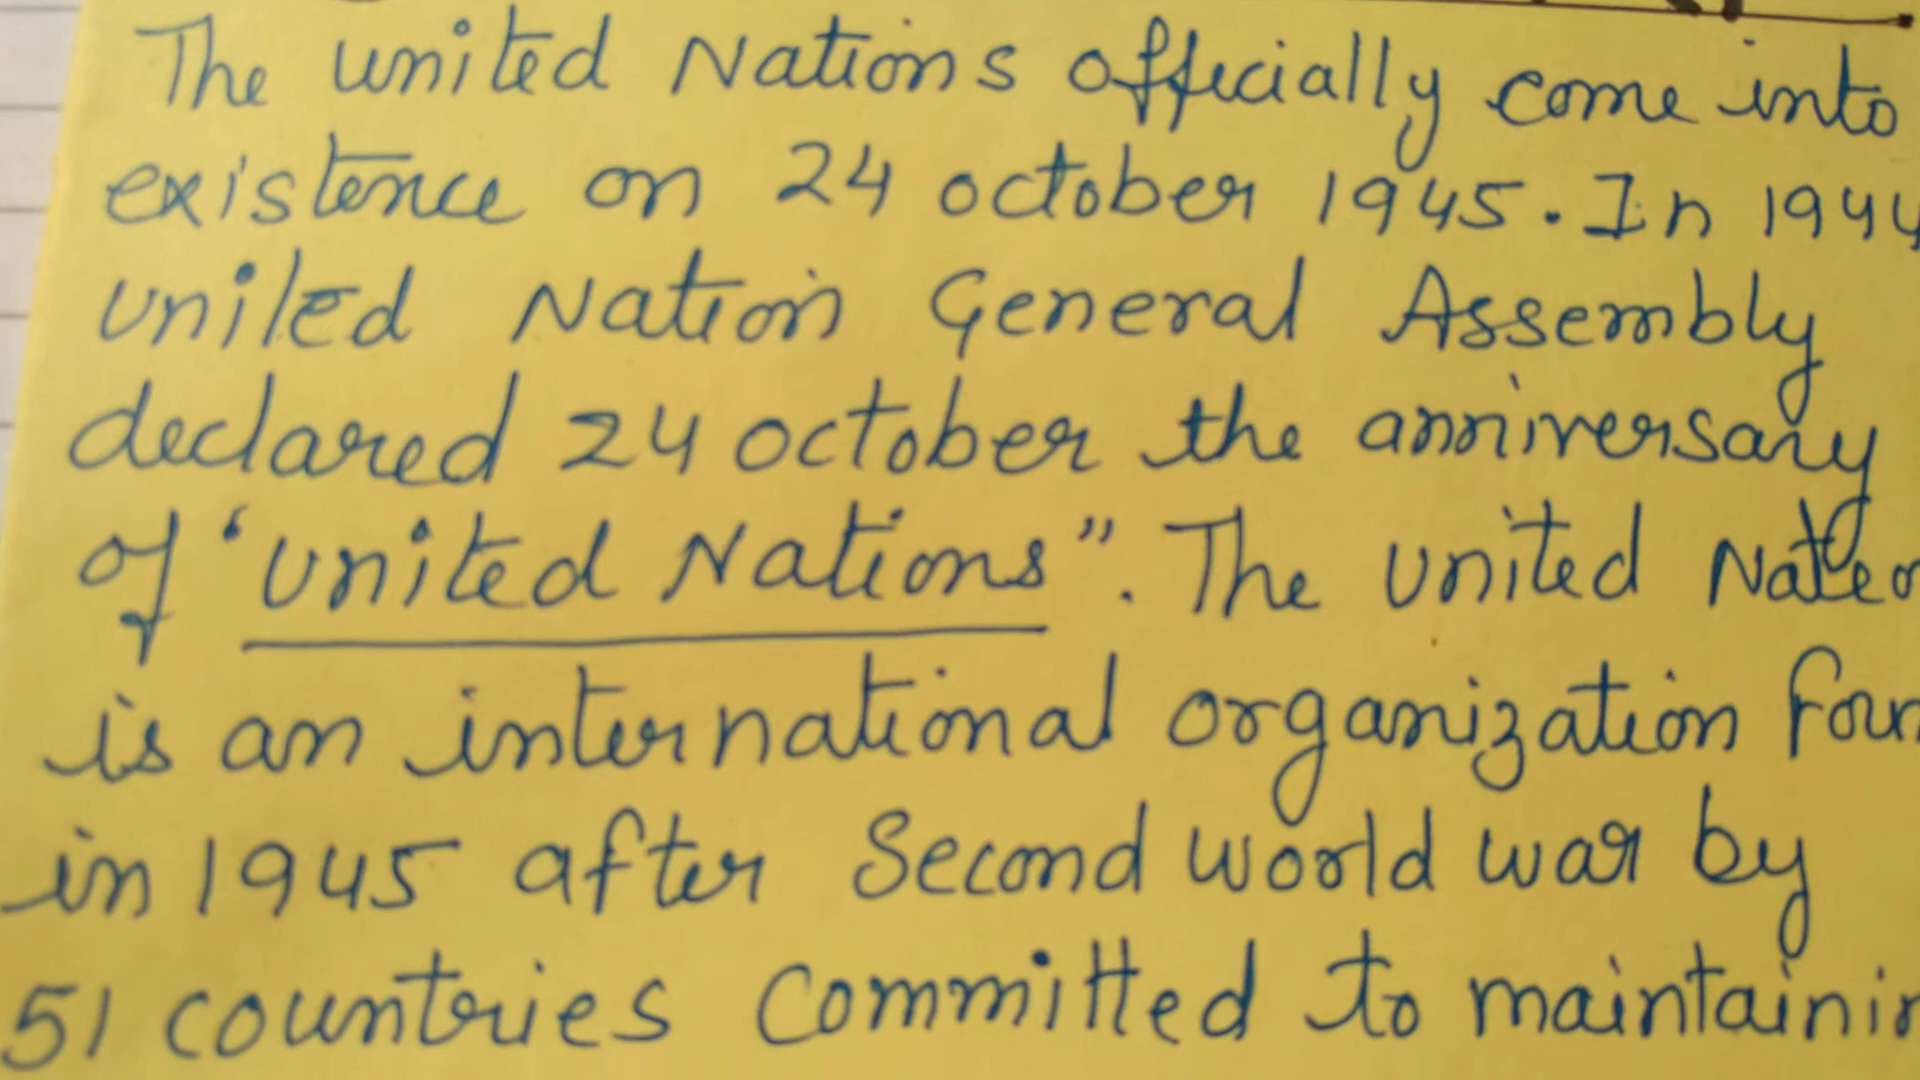 The united Nations officially come into
existence on 24 october 1945. In 1944
united Nation General Assembly
declared 24 october the anniversary
of 'united Nations". The united
is an international organization
in 1945 after Second world war by
51 countries committed to